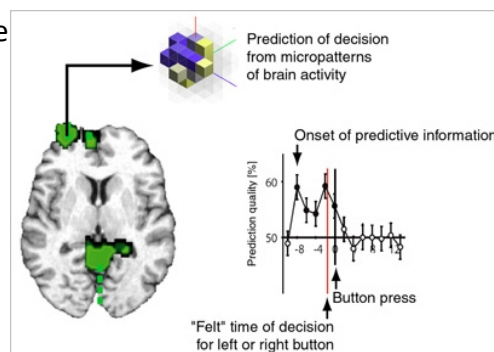 e
Prediction of decision
from micropatterns
of brain activity
Onset of predictive information
Prediction quality [%]
60
50
-8 -4 0
Button press
"Felt" time of decision
for left or right button